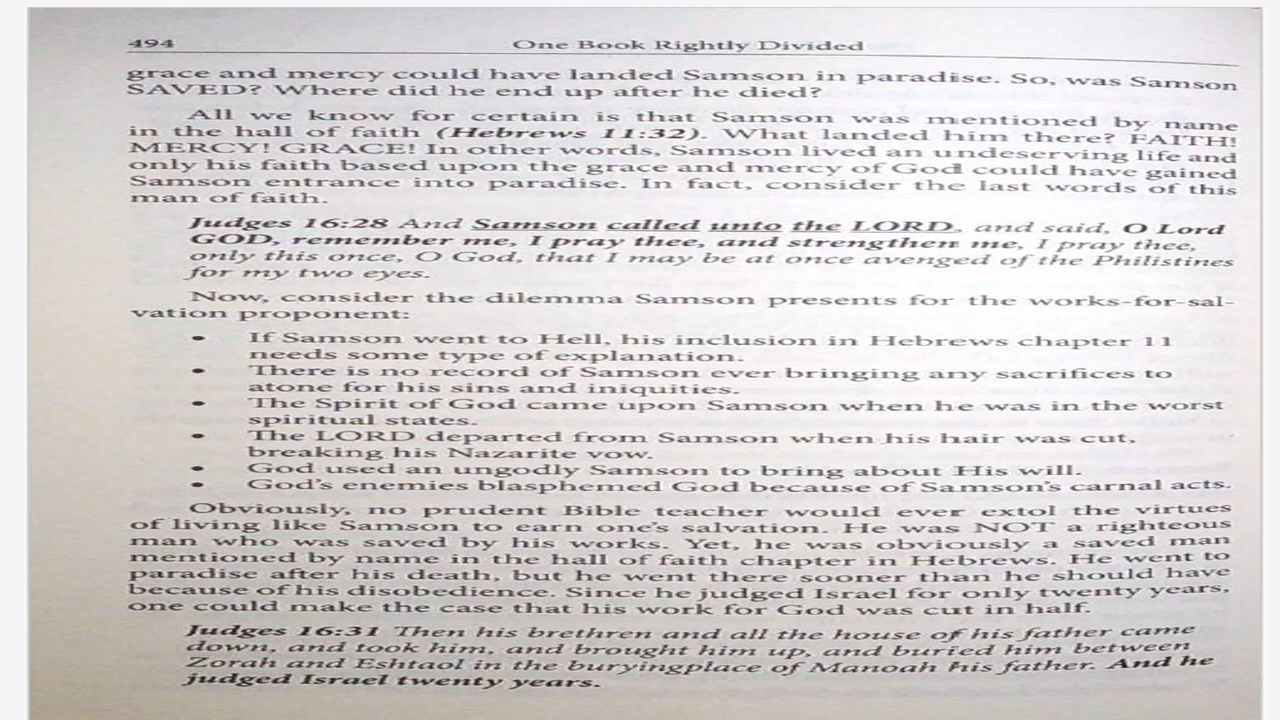 494 One Book Rightly Divided
grace and mercy could have landed Samson in paradise. So, was Samson
SAVED? Where did he end up after he died?
All we know for certain is that Samson was mentioned by name
in the hall of faith (Hebrews 11:32). What landed him there? FAITH!
MERCY! GRACE! In other words, Samson lived an undeserving life and
only his faith based upon the grace and mercy of God could have gained
Samson entrance into paradise. In fact, consider the last words of this
man of faith.
Judges 16:28 And Samson called unto the LORD, and said, O Lord
GOD, remember me, I pray thee, and strengthen me, I pray thee,
only this once, O God, that I may be at once avenged of the Philistines
for my two eyes.
Now, consider the dilemma Samson presents for the works-for-sal-
vation proponent:
• If Samson went to Hell, his inclusion in Hebrews chapter 11
needs some type of explanation.
• There is no record of Samson ever bringing any sacrifices to
atone for his sins and iniquities.
• The Spirit of God came upon Samson when he was in the worst
spiritual states.
• The LORD departed from Samson when his hair was cut,
breaking his Nazarite vow.
• God used an ungodly Samson to bring about His will.
• God's enemies blasphemed God because of Samson's carnal acts.
Obviously, no prudent Bible teacher would ever extol the virtues
of living like Samson to earn one's salvation. He was NOT a righteous
man who was saved by his works. Yet, he was obviously a saved man
mentioned by name in the hall of faith chapter in Hebrews. He went to
paradise after his death, but he went there sooner than he should have
because of his disobedience. Since he judged Israel for only twenty years,
one could make the case that his work for God was cut in half.
Judges 16:31 Then his brethren and all the house of his father came
down, and took him, and brought him up, and buried him between
Zorah and Eshtaol in the buryingplace of Manoah his father. And he
judged Israel twenty years.